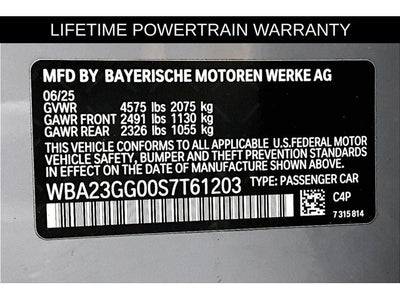 LIFETIME POWERTRAIN WARRANTY
MFD BY BAYERISCHE MOTOREN WERKE AG
06/25
GVWR 4575 lbs 2075 kg
GAWR FRONT 2491 lbs 1130 kg
GAWR REAR 2326 lbs 1055 kg
THIS VEHICLE CONFORMS TO ALL APPLICABLE U.S.FEDERAL MOTOR
VEHICLE SAFETY, BUMPER, AND THEFT PREVENTION STANDARDS
IN EFFECT ON THE DATE OF MANUFACTURE SHOWN ABOVE.
WBA23GG00S7T61203 TYPE: PASSENGER CAR
C4P
7 315 814